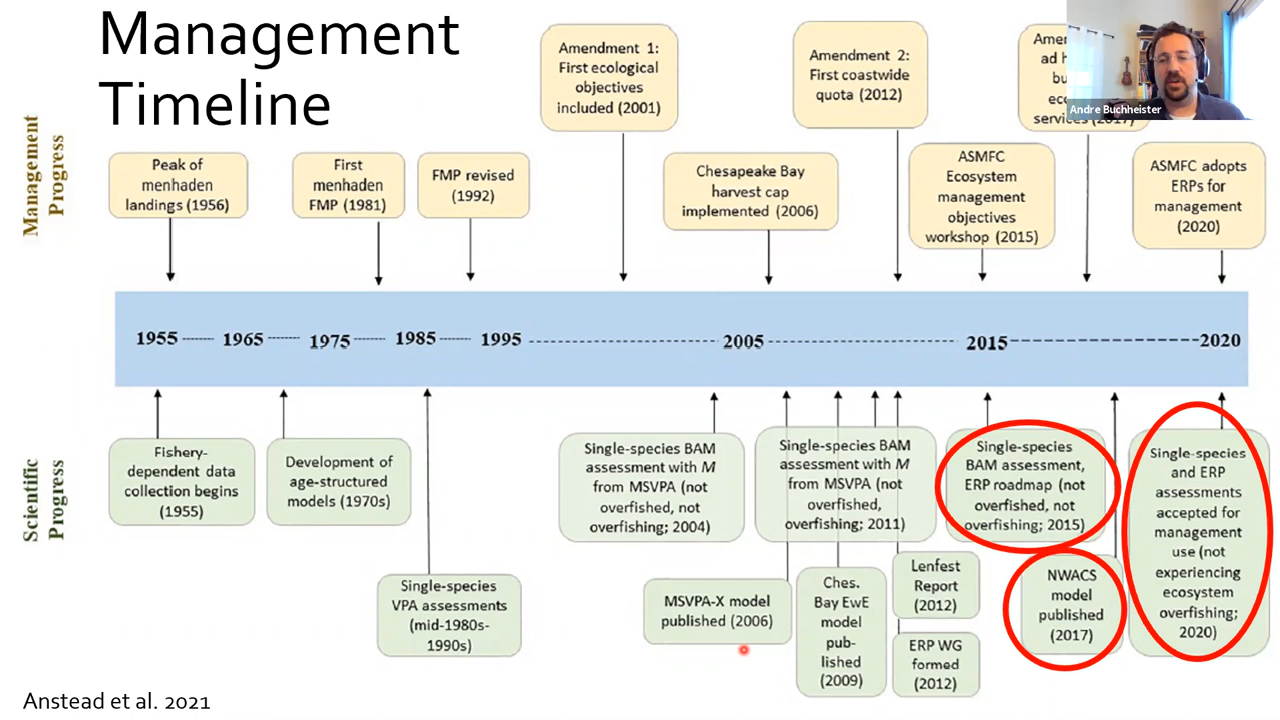 Management
Timeline
Management
Progress
Peak of
menhaden
landings (1956)
First
menhaden
FMP (1981)
FMP revised
(1992)
Amendment 1:
First ecological
objectives
included (2001)
Chesapeake Bay
harvest cap
implemented (2006)
Amendment 2:
First coastwide
quota (2012)
ASMFC
Ecosystem
management
objectives
workshop (2015)
ad
services (2017)
Andre Buchheister
ASMFC adopts
ERPs for
management
(2020)
1955 1965 1975 1985 1995 2005 2015 2020
Scientific
Progress
Fishery-
dependent data
collection begins
(1955)
Development of
age-structured
models (1970s)
Single-species
VPA assessments
(mid-1980s-
1990s)
Single-species BAM
assessment with M
from MSVPA (not
overfished, not
overfishing; 2004)
MSVPA-X model
published (2006)
Single-species BAM
assessment with M
from MSVPA (not
overfished,
overfishing; 2011)
Ches.
Bay EwE
model
pub-
lished
(2009)
Lenfest
Report
(2012)
ERP WG
formed
(2012)
Single-species
BAM assessment,
ERP roadmap (not
overfished, not
overfishing; 2015)
NWACS
model
published
(2017)
Single-species
and ERP
assessments
accepted for
management
use (not
experiencing
ecosystem
overfishing;
2020)
Anstead et al. 2021